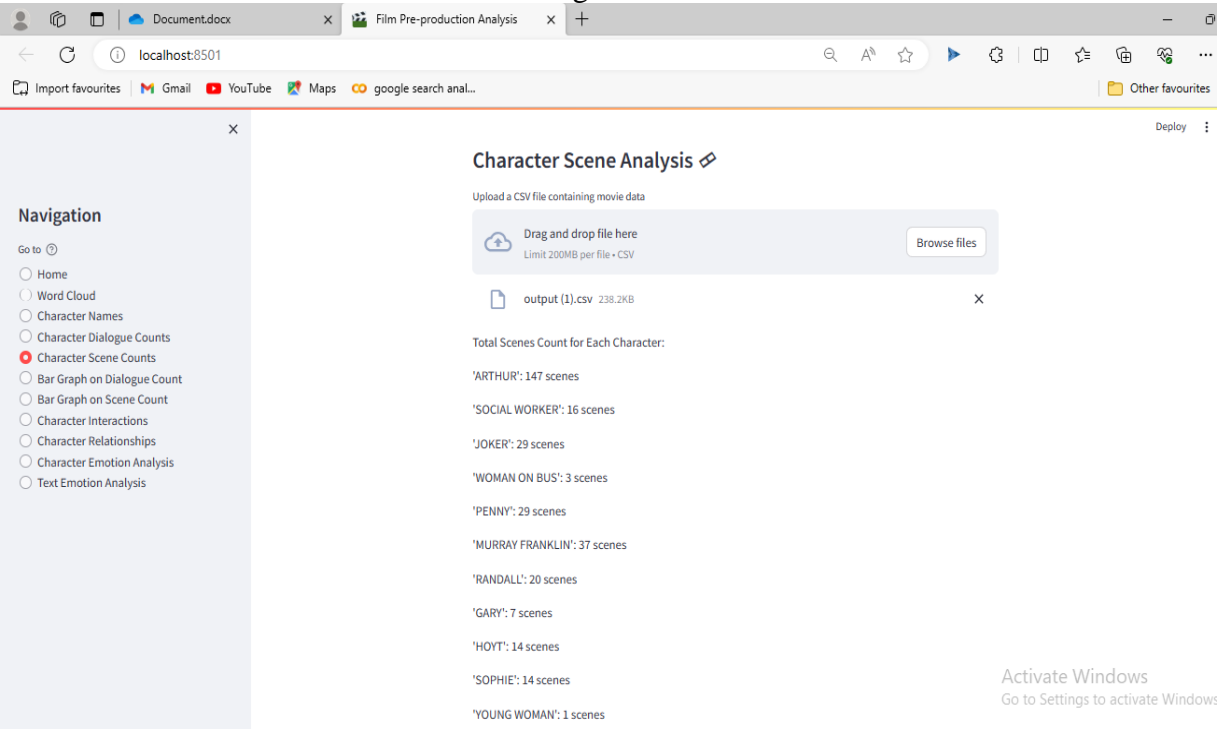 Document.docx
Film Pre-production Analysis
localhost:8501
Import favourites
Gmail
YouTube
Maps
google search anal...
Other favourites
Deploy
Navigation
Go to
Home
Word Cloud
Character Names
Character Dialogue Counts
Character Scene Counts
Bar Graph on Dialogue Count
Bar Graph on Scene Count
Character Interactions
Character Relationships
Character Emotion Analysis
Text Emotion Analysis
Character Scene Analysis
Upload a CSV file containing movie data
Drag and drop file here
Limit 200MB per file • CSV
Browse files
output (1).csv 238.2KB
Total Scenes Count for Each Character:
'ARTHUR': 147 scenes
'SOCIAL WORKER': 16 scenes
'JOKER': 29 scenes
'WOMAN ON BUS': 3 scenes
'PENNY': 29 scenes
'MURRAY FRANKLIN': 37 scenes
'RANDALL': 20 scenes
'GARY': 7 scenes
'HOYT': 14 scenes
'SOPHIE': 14 scenes
'YOUNG WOMAN': 1 scenes
Activate Windows
Go to Settings to activate Windows